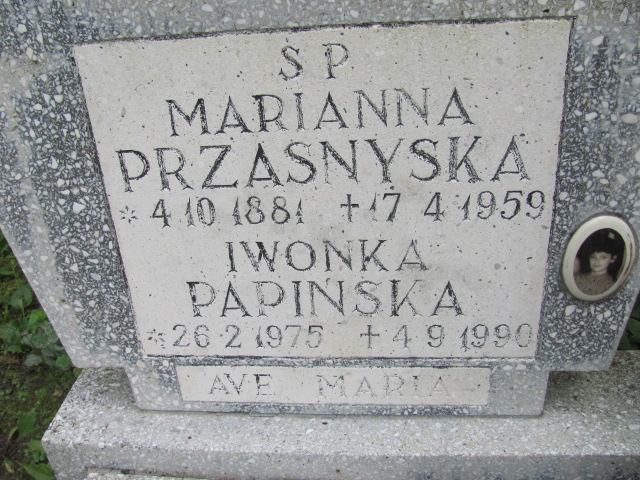 SP
MARIANNA
PRZASNYSKA
* 4 10 1881 + 17 4 1959
IWONKA
PAPIŃSKA
* 26 2 1975 + 4 9 1990
AVE MARIA